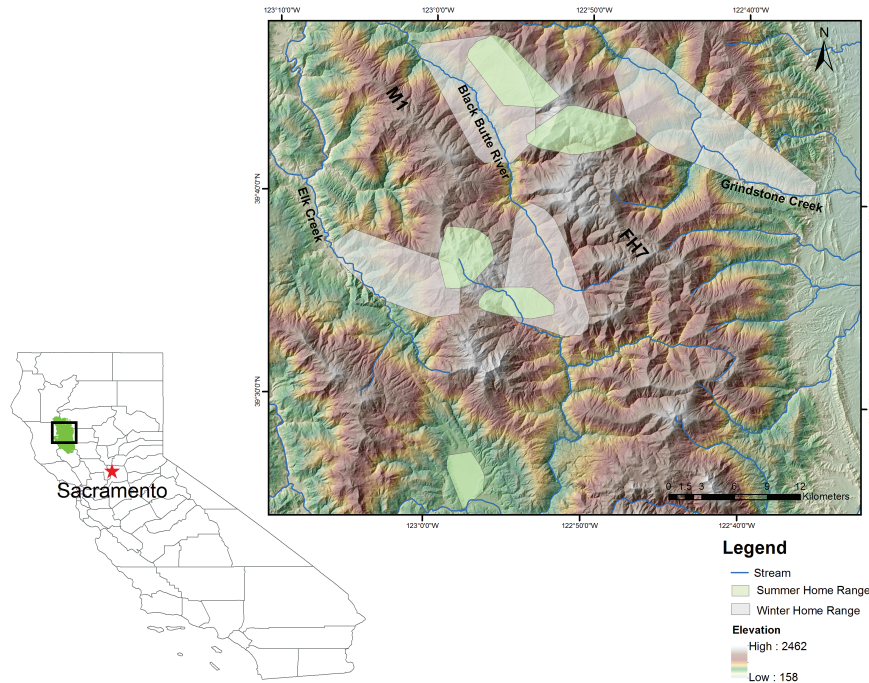 123°10'0"W 123°0'0"W 122°50'0"W 122°40'0"W
N
M1
Black Butte River
39°40'0"N
Elk Creek
Grindstone Creek
FH7
39°30'0"N
0 1.5 3 6 9 12
Kilometers
123°0'0"W 122°50'0"W 122°40'0"W
Sacramento
Legend
Stream
Summer Home Range
Winter Home Range
Elevation
High : 2462
Low : 158